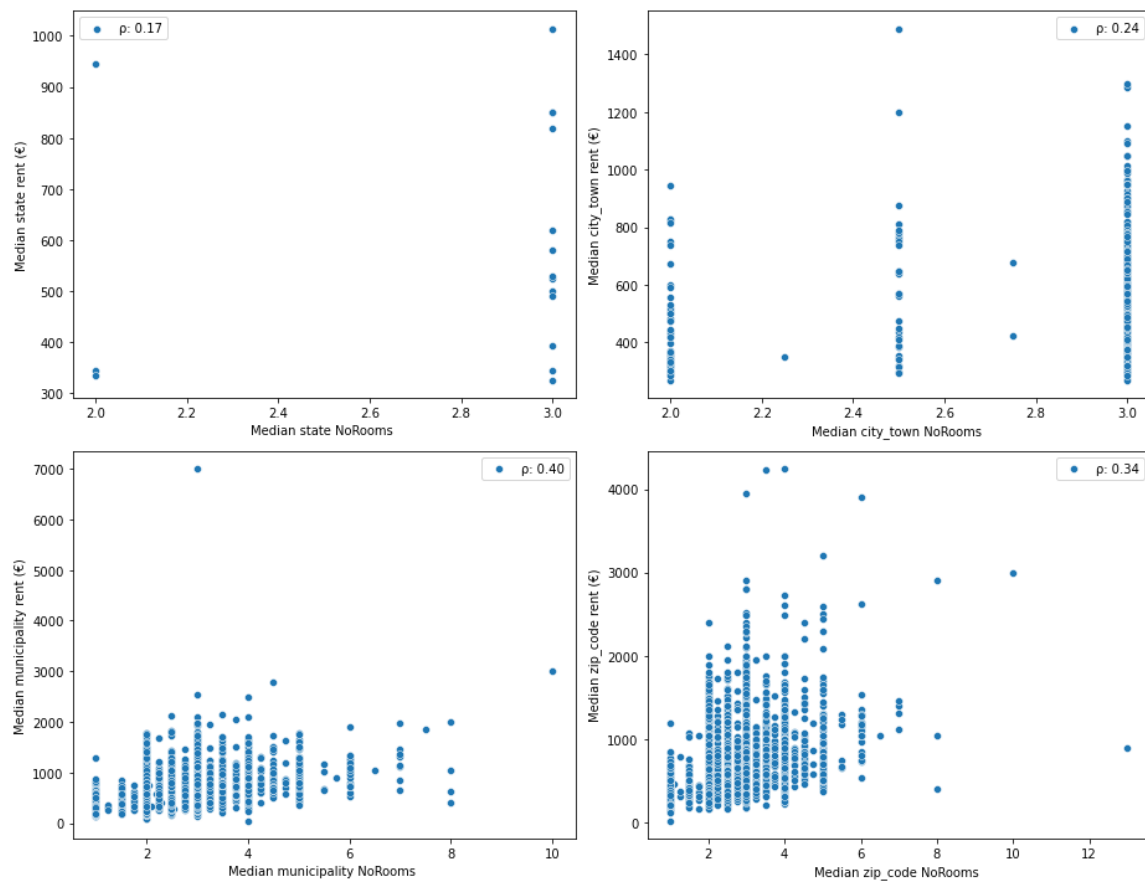 ρ: 0.17
Median state rent (€)
1000
900
800
700
600
500
400
300
2.0 2.2 2.4 2.6 2.8 3.0
Median state NoRooms
ρ: 0.24
Median city_town rent (€)
1400
1200
1000
800
600
400
2.0 2.2 2.4 2.6 2.8 3.0
Median city_town NoRooms
ρ: 0.40
Median municipality rent (€)
7000
6000
5000
4000
3000
2000
1000
0
2 4 6 8 10
Median municipality NoRooms
ρ: 0.34
Median zip_code rent (€)
4000
3000
2000
1000
0
2 4 6 8 10 12
Median zip_code NoRooms